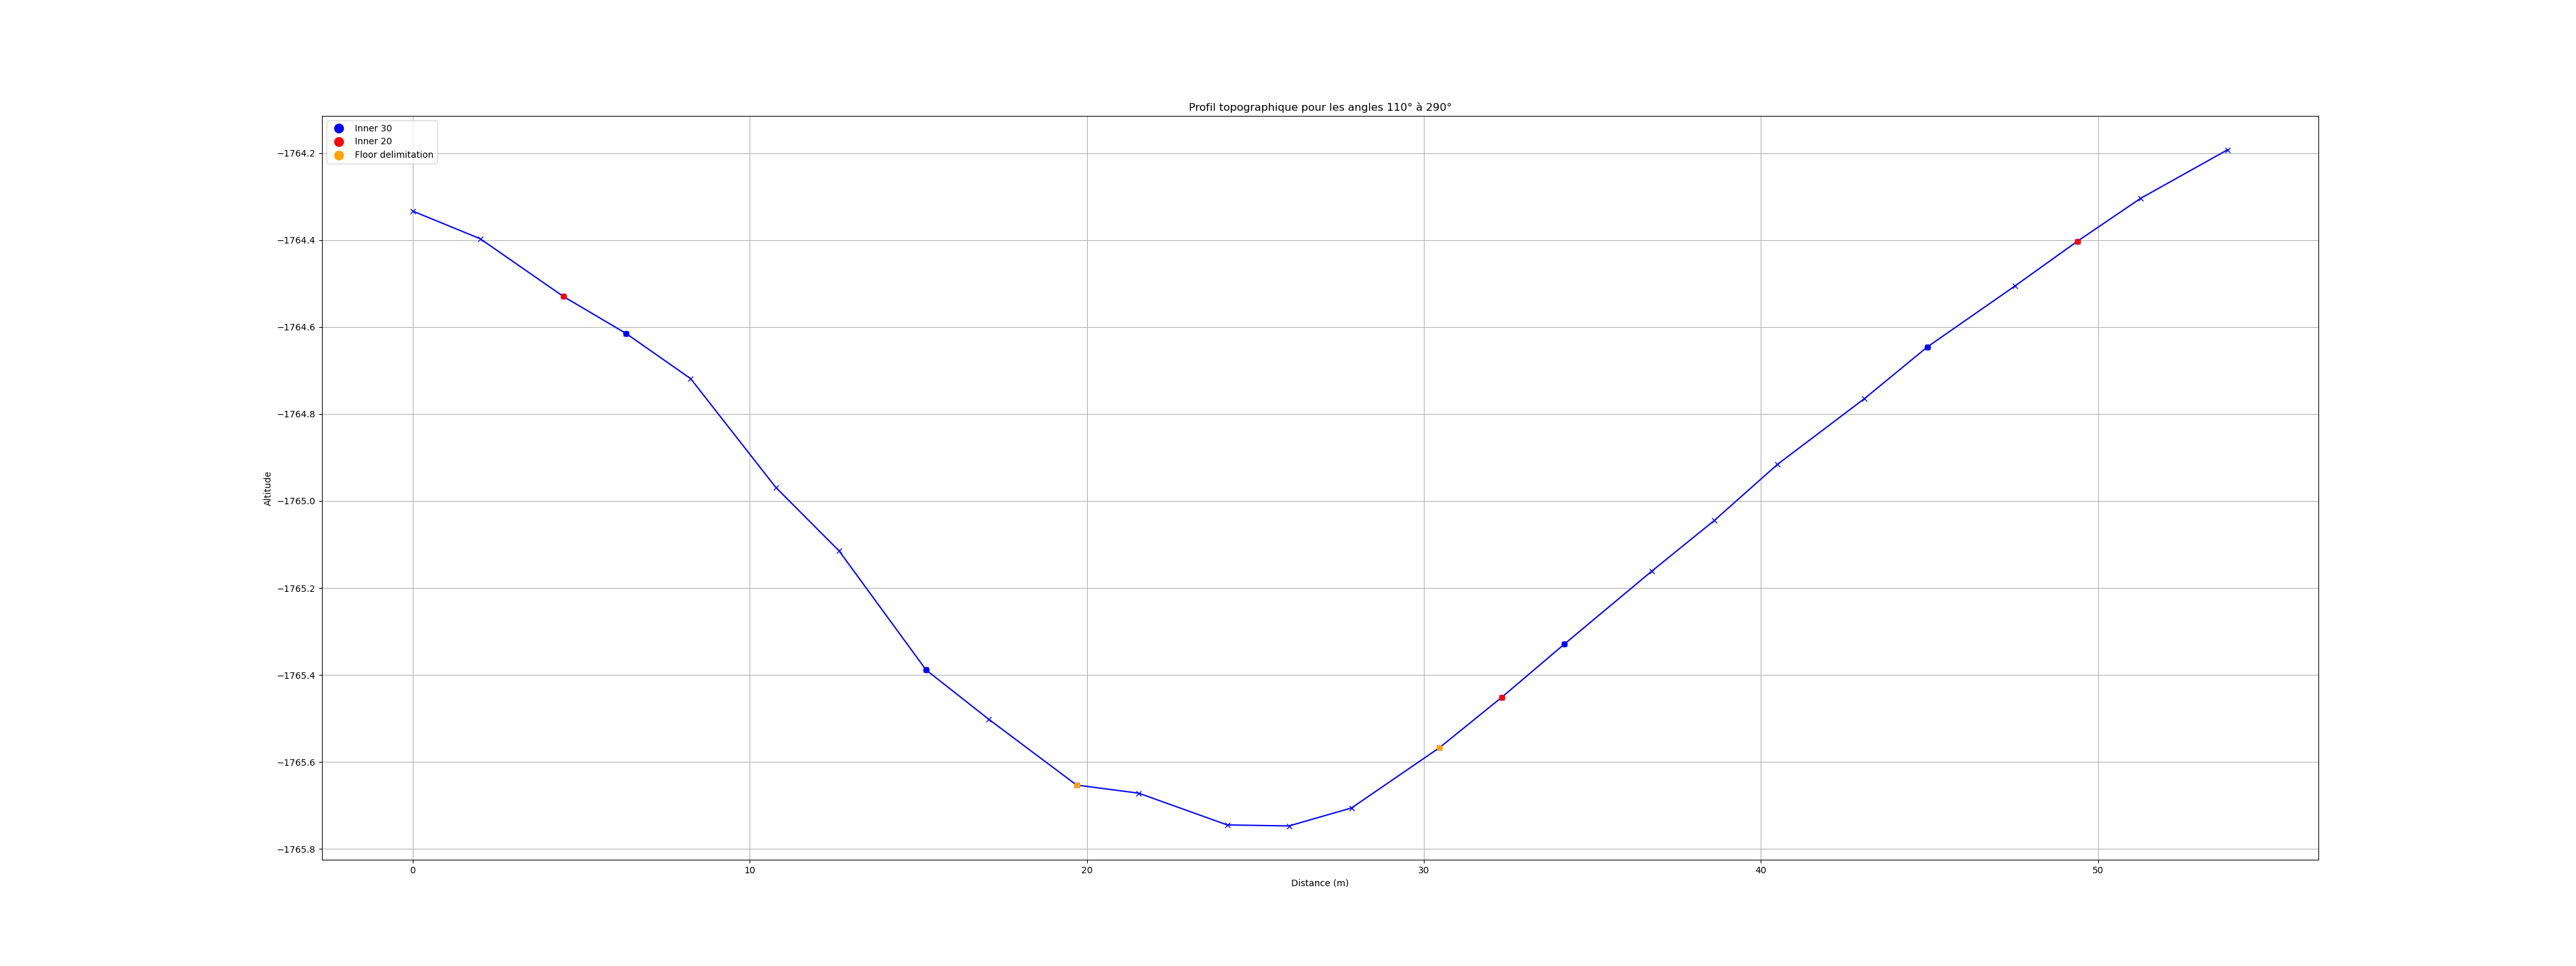 Profil topographique pour les angles 110° à 290°
Inner 30
Inner 20
Floor delimitation
−1764.2
−1764.4
−1764.6
−1764.8
−1765.0
−1765.2
−1765.4
−1765.6
−1765.8
Altitude
0 10 20 30 40 50
Distance (m)